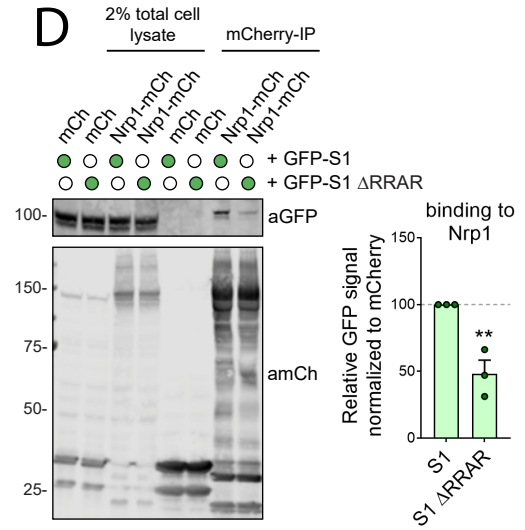 D
2% total cell
lysate
mCherry-IP
mCh
mCh
Nrp1-mCh
Nrp1-mCh
mCh
mCh
Nrp1-mCh
Nrp1-mCh
+ GFP-S1
+ GFP-S1 ΔRRAR
100-
aGFP
150-
75-
50-
25-
amCh
binding to
Nrp1
Relative GFP signal
normalized to mCherry
150
100
50
0
**
S1
S1 ΔRRAR